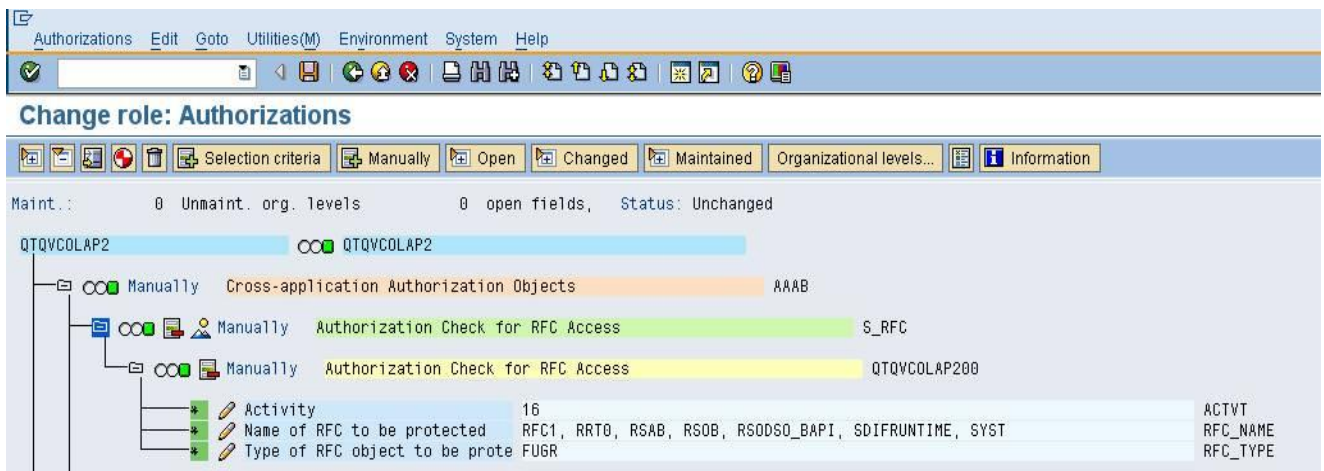 Authorizations Edit Goto Utilities(M) Environment System Help
Change role: Authorizations
Selection criteria Manually Open Changed Maintained Organizational levels... Information
Maint.: 0 Unmaint. org. levels 0 open fields, Status: Unchanged
QTQVCOLAP2 QTQVCOLAP2
Manually Cross-application Authorization Objects AAAB
Manually Authorization Check for RFC Access S_RFC
Manually Authorization Check for RFC Access QTQVCOLAP200
Activity 16 ACTVT
Name of RFC to be protected RFC1, RRT0, RSAB, RSOB, RSODSO_BAPI, SDIFRUNTIME, SYST RFC_NAME
Type of RFC object to be prote FUGR RFC_TYPE